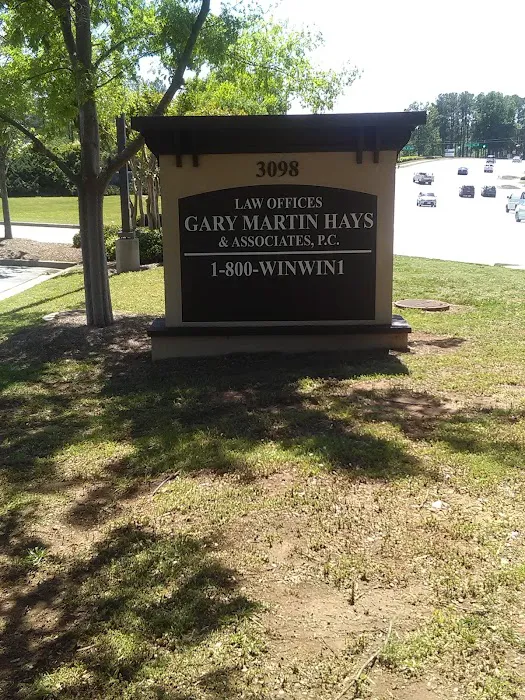 3098
LAW OFFICES
GARY MARTIN HAYS
& ASSOCIATES, P.C.
1-800-WINWIN1